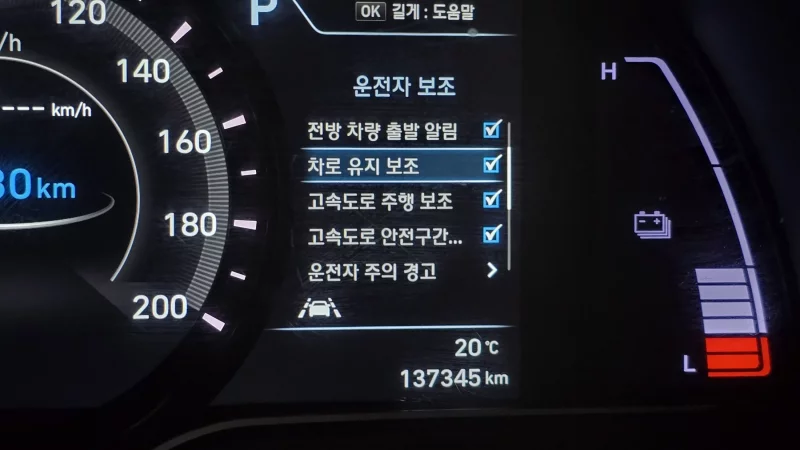 120
P
OK 길게 : 도움말
/h
140
운전자 보조
H
--- km/h
전방 차량 출발 알림
160
차로 유지 보조
30 km
고속도로 주행 보조
180
고속도로 안전구간...
운전자 주의 경고
200
20 ℃
L
137345 km